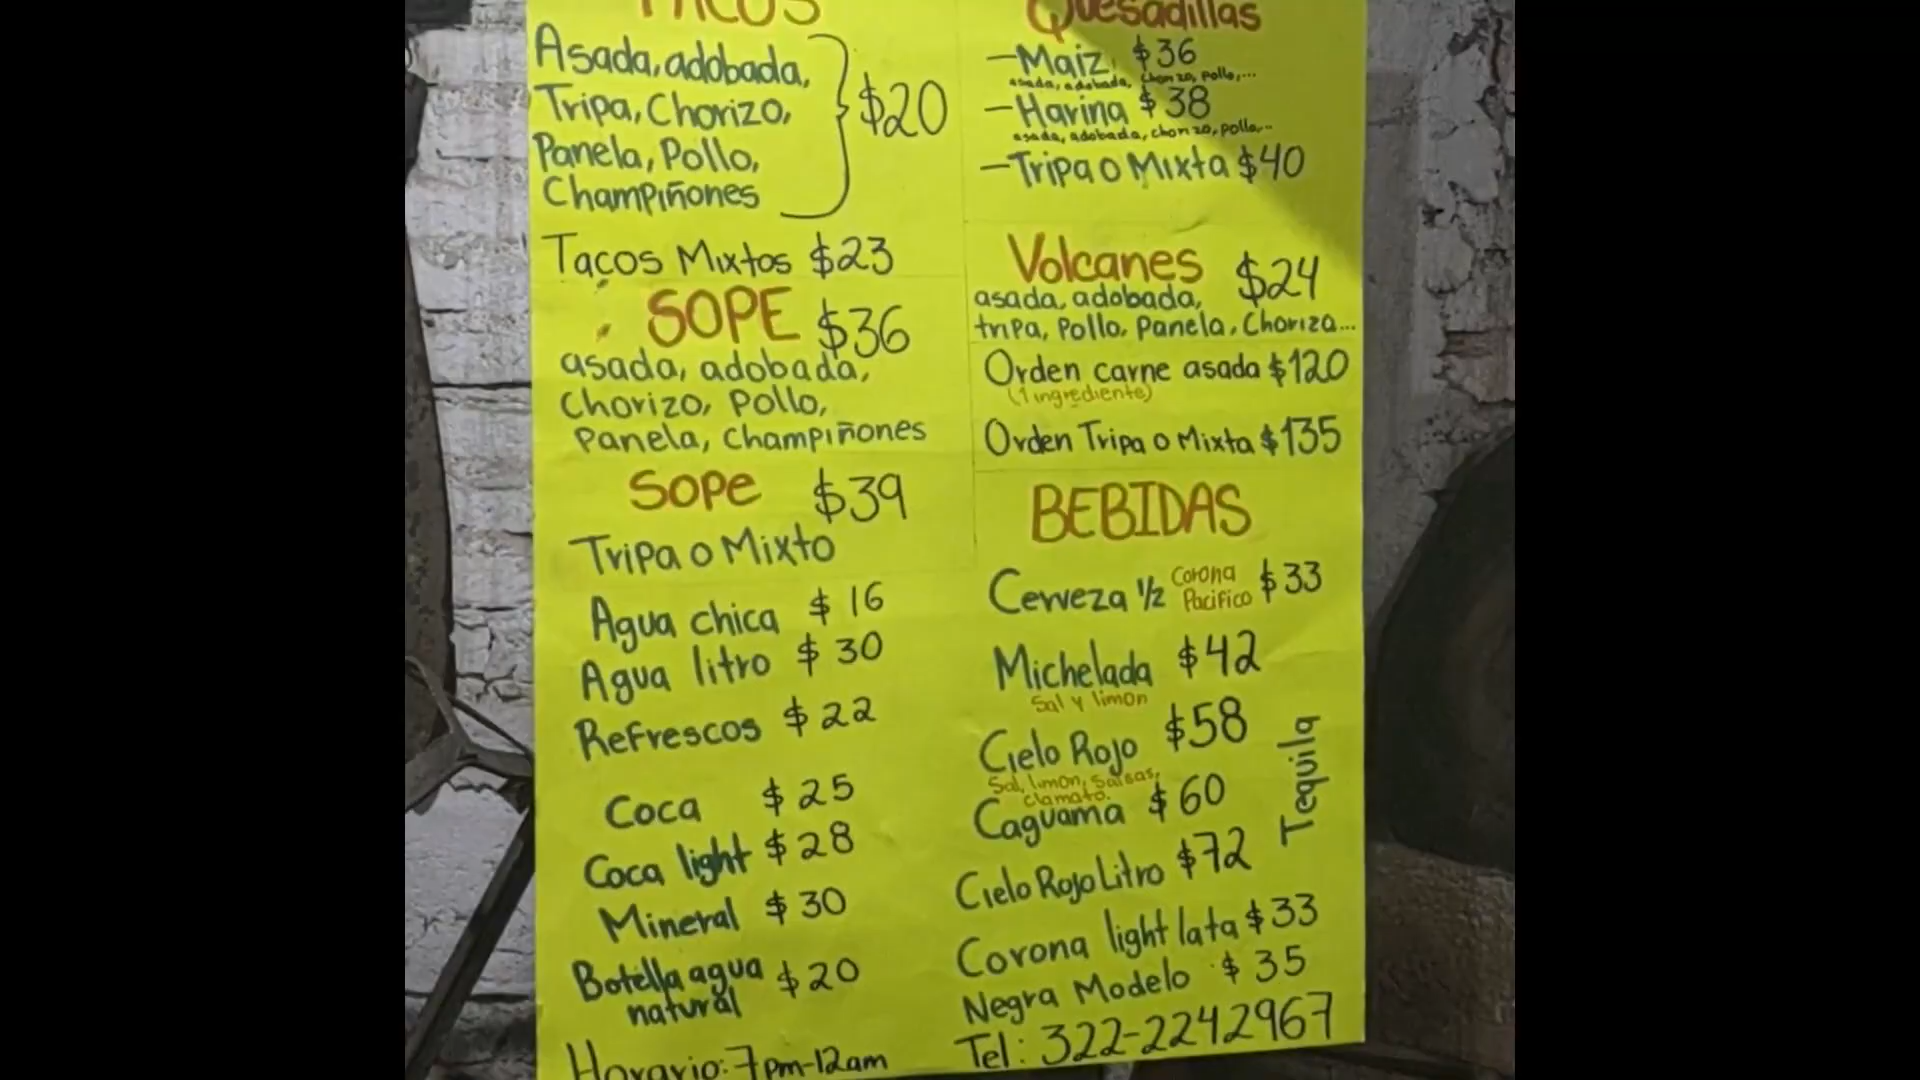 TACOS
Asada, adobada,
Tripa, Chorizo,
Panela, Pollo,
Champiñones
$20
Tacos Mixtos $23
SOPE $36
asada, adobada,
Chorizo, Pollo,
Panela, Champiñones
Sope $39
Tripa o Mixto
Agua chica $16
Agua litro $30
Refrescos $22
Coca $25
Coca light $28
Mineral $30
Botella agua $20
natural
Horario: 7pm-12am
Quesadillas
-Maiz $36
asada, adobada, chorizo, pollo,...
-Harina $38
asada, adobada, chorizo, pollo,..
-Tripa o Mixta $40
Volcanes $24
asada, adobada,
tripa, Pollo, Panela, Choriza...
Orden carne asada $120
(1 ingrediente)
Orden Tripa o Mixta $135
BEBIDAS
Cerveza 1/2 Corona Pacifico $33
Michelada $42
Sal y limon
Cielo Rojo $58
Sal, limon, Salsas,
clamato.
Caguama $60
Cielo Rojo Litro $72
Tequila
Corona light lata $33
Negra Modelo $35
Tel: 322-2242967